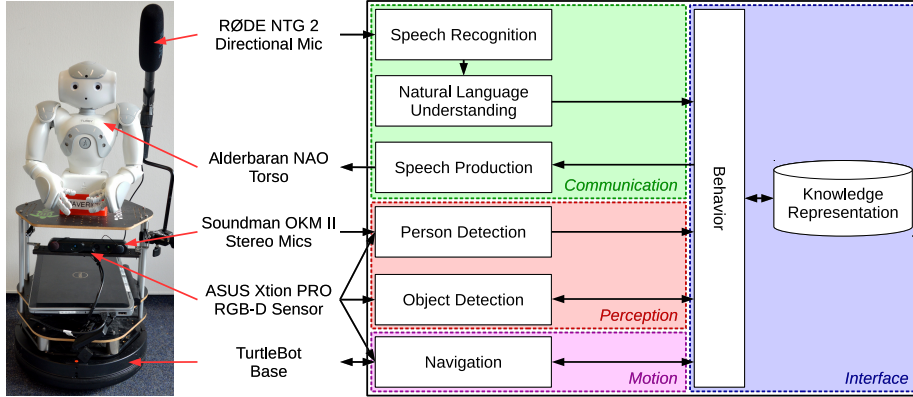 RØDE NTG 2
Directional Mic
Alderbaran NAO
Torso
Soundman OKM II
Stereo Mics
ASUS Xtion PRO
RGB-D Sensor
TurtleBot
Base
Speech Recognition
Natural Language
Understanding
Speech Production
Communication
Person Detection
Object Detection
Perception
Navigation
Motion
Behavior
Knowledge
Representation
Interface